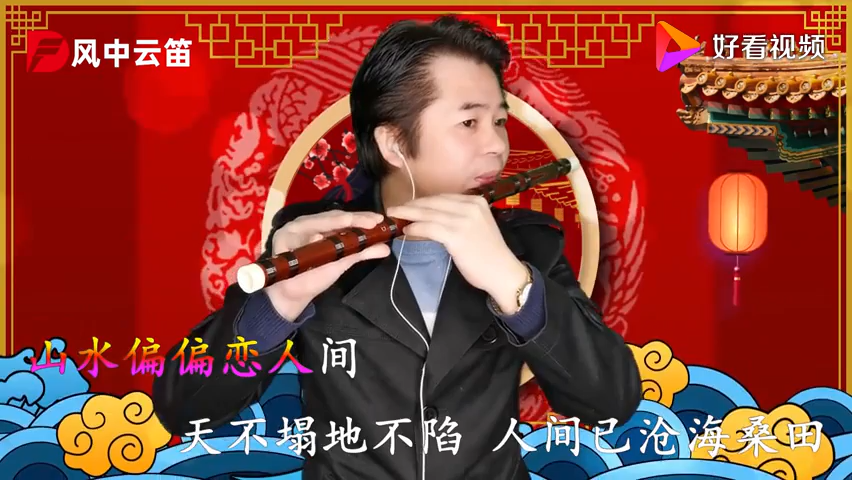 风中云笛
好看视频
山水偏偏恋人间
天不塌地不陷 人间已沧海桑田